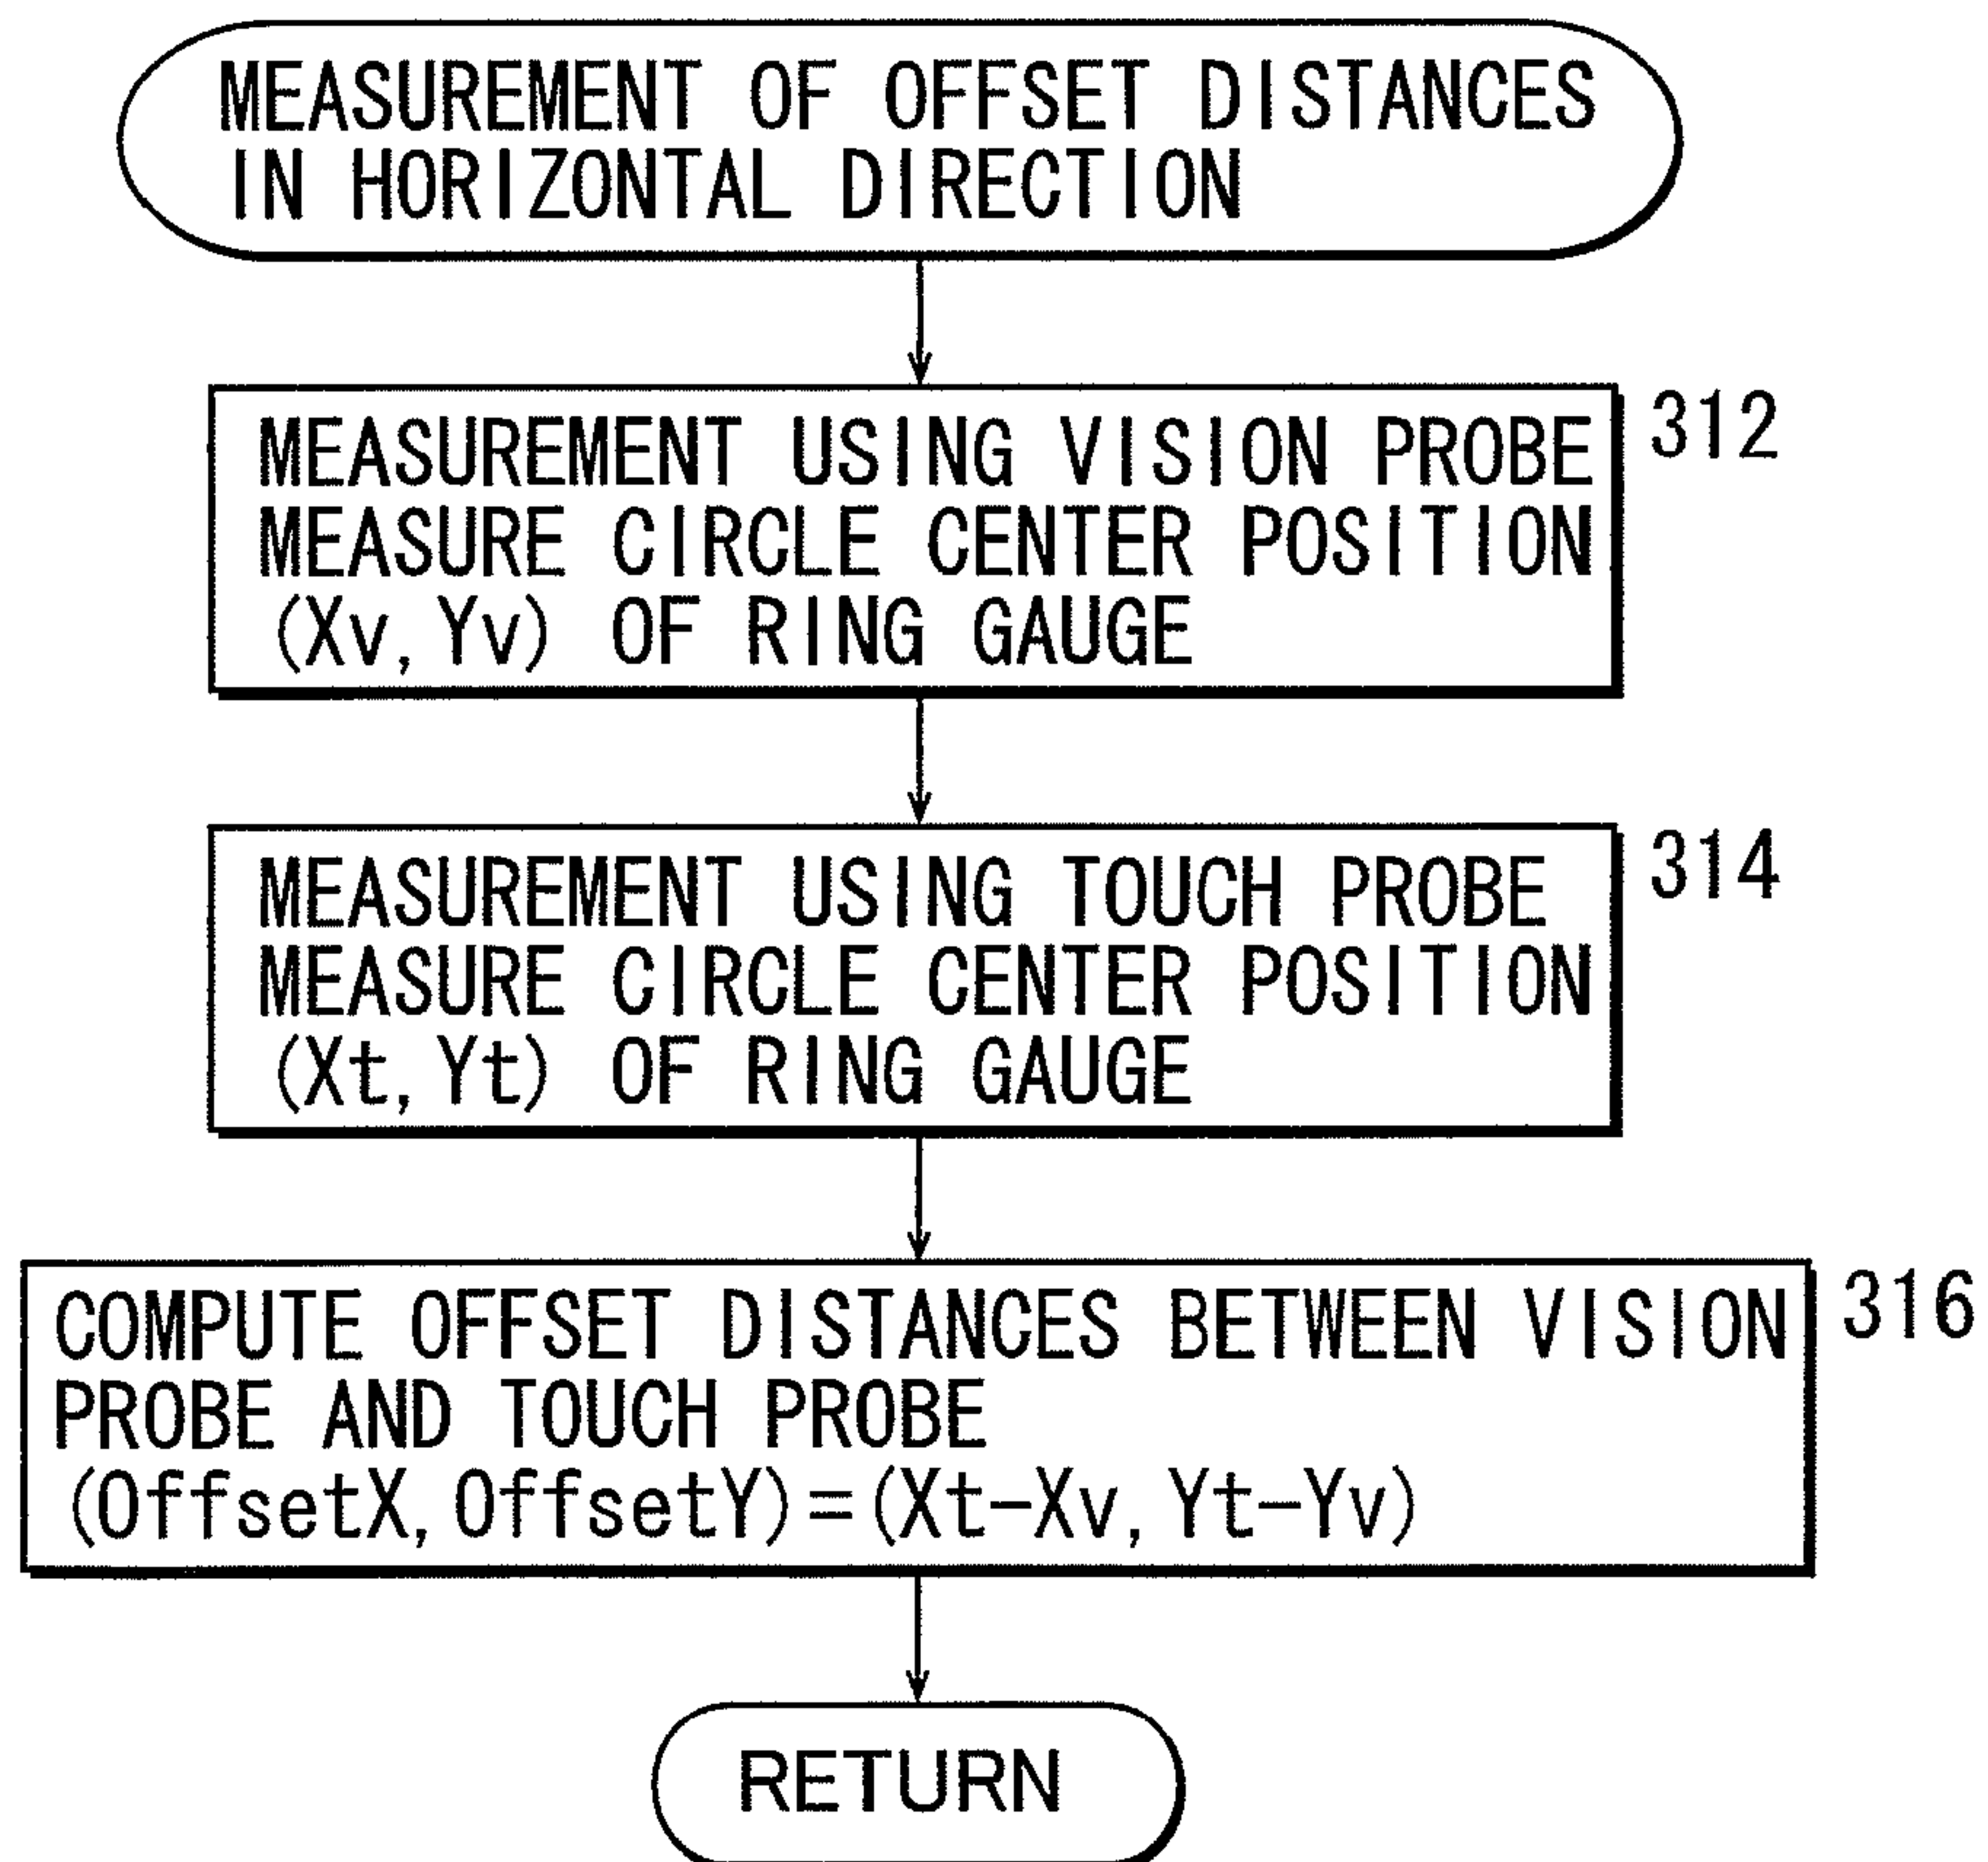 MEASUREMENT OF OFFSET DISTANCES
IN HORIZONTAL DIRECTION
MEASUREMENT USING VISION PROBE
MEASURE CIRCLE CENTER POSITION
(Xv, Yv) OF RING GAUGE
312
MEASUREMENT USING TOUCH PROBE
MEASURE CIRCLE CENTER POSITION
(Xt, Yt) OF RING GAUGE
314
COMPUTE OFFSET DISTANCES BETWEEN VISION
PROBE AND TOUCH PROBE
(OffsetX, OffsetY)=(Xt-Xv, Yt-Yv)
316
RETURN